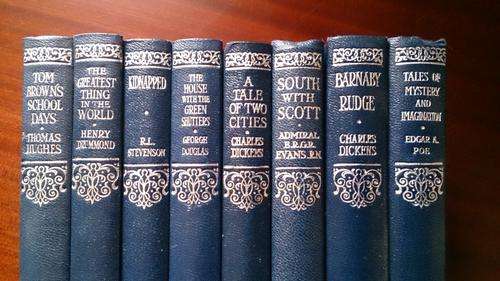 TOM
BROWN'S
SCHOOL
DAYS
THOMAS
HUGHES
THE
GREATEST
THING
IN THE
WORLD
HENRY
DRUMMOND
KIDNAPPED
R.L.
STEVENSON
THE
HOUSE
WITH THE
GREEN
SHUTTERS
GEORGE
DOUGLAS
A
TALE
OF TWO
CITIES
CHARLES
DICKENS
SOUTH
WITH
SCOTT
ADMIRAL
E.R.G.R.
EVANS.R.N.
BARNABY
RUDGE
CHARLES
DICKENS
TALES OF
MYSTERY
AND
IMAGINATION
EDGAR A.
POE